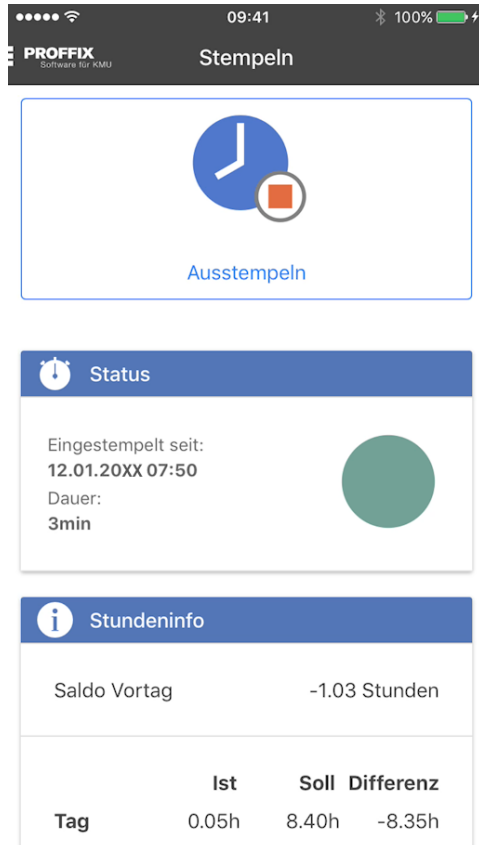 09:41
100%
PROFFIX
Software für KMU
Stempeln
Ausstempeln
Status
Eingestempelt seit:
12.01.20XX 07:50
Dauer:
3min
i Stundeninfo
Saldo Vortag -1.03 Stunden
Ist Soll Differenz
Tag 0.05h 8.40h -8.35h